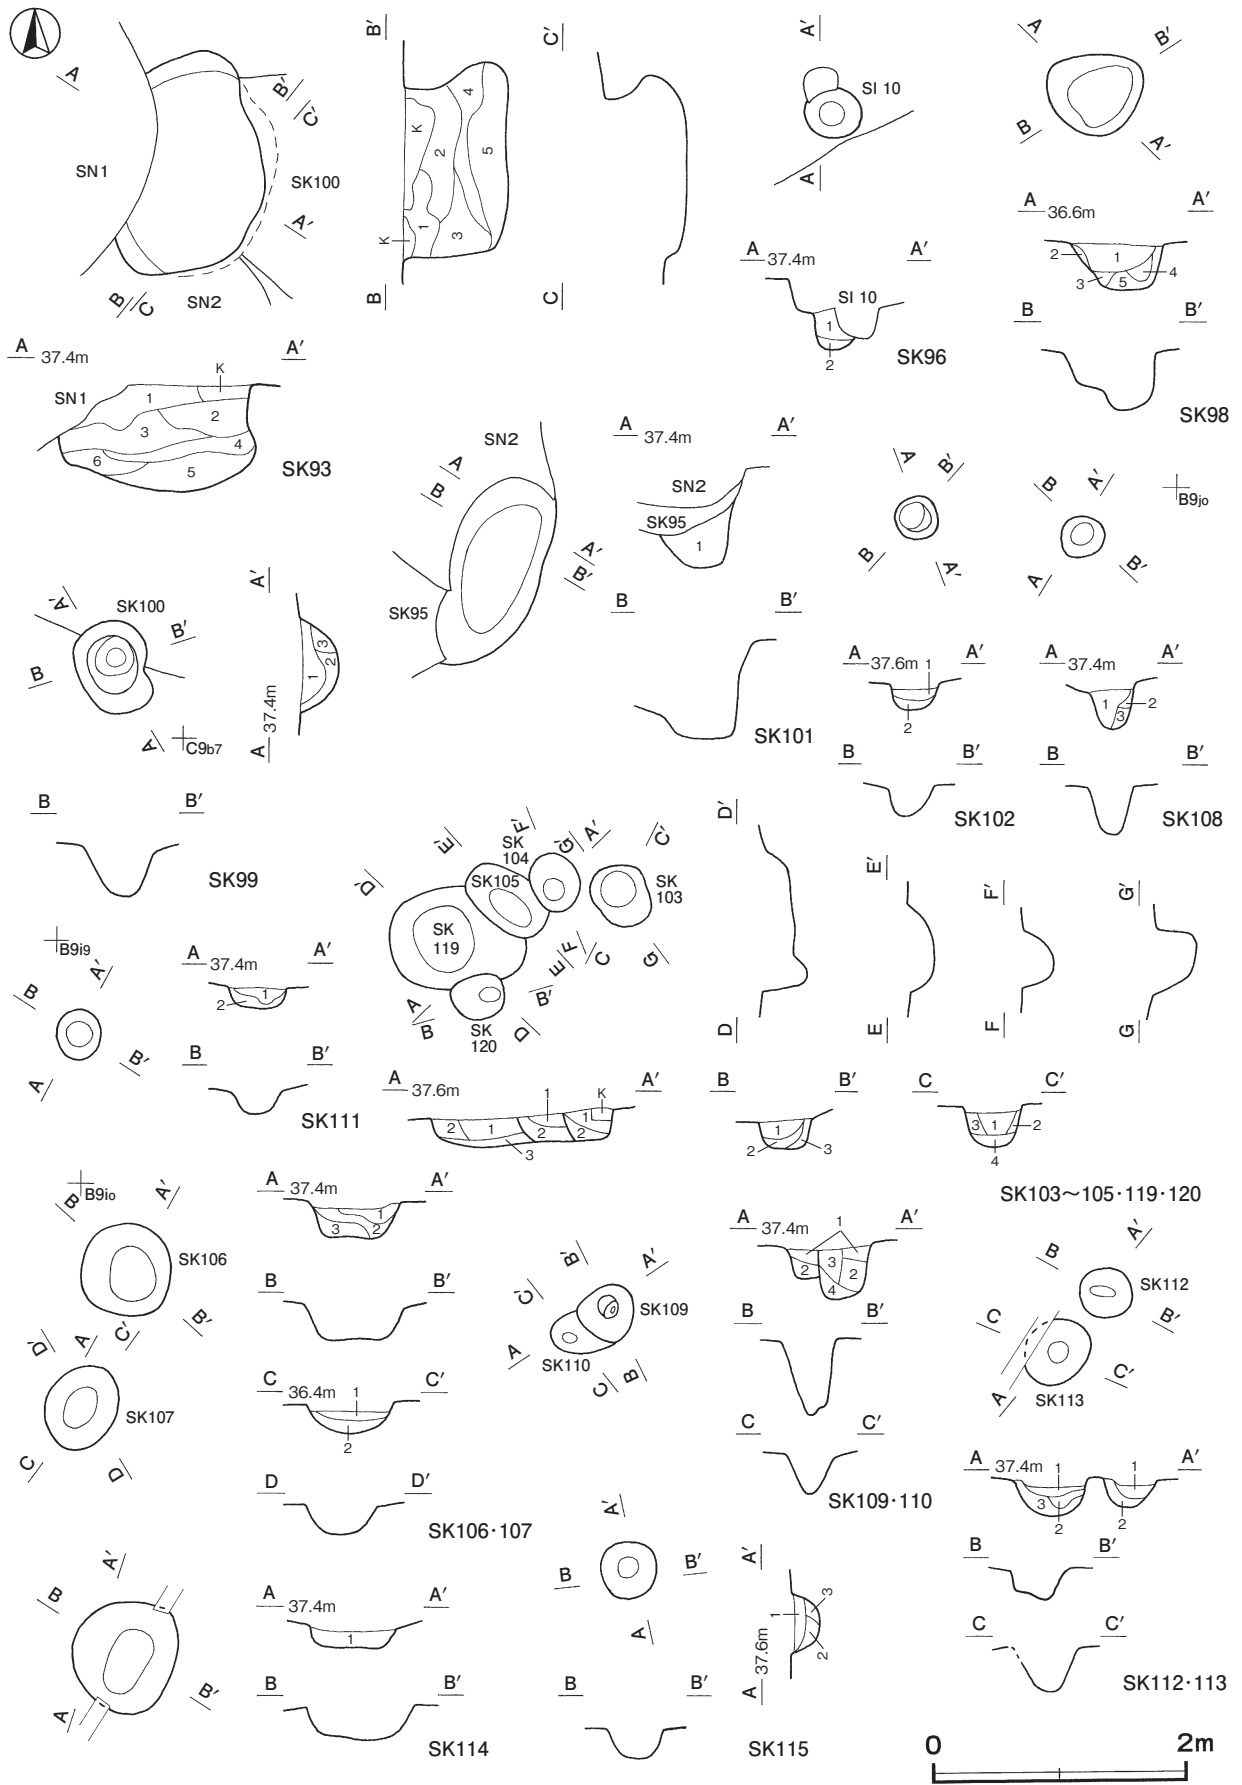 A
SN1
B′
C′
SK100
A′
B
C
SN2
B′
B
K
4
2
5
1
3
K
C′
C
A′
SI 10
A
A
B′
B
A′
A 37.4m
A′
SI 10
1
2
SK96
A 36.6m
A′
2
1
4
3
5
B
B′
SK98
A 37.4m
A′
K
SN1
1
2
3
4
6
5
SK93
SN2
A
B
A′
B′
SK95
A 37.4m
A′
SN2
SK95
1
B
B′
SK101
A
B′
B
A′
B
A′
A
B′
B9j0
A 37.6m
1
A′
2
B
B′
SK102
A 37.4m
A′
1
2
3
B
B′
SK108
A′
SK100
B′
B
A
C9b7
A′
3
2
1
37.4m
A
B
B′
SK99
B9i9
A′
B
B′
A
A 37.4m
A′
1
2
B
B′
SK111
D′
E′
F′
SK
104
G′
A′
C′
SK105
SK
103
SK
119
A
B
SK
120
D
B′
E
F
C
G
D′
D
E′
E
F′
F
G′
G
A 37.6m
1
K
A′
2
1
2
1
2
3
B
B′
1
2
3
C
C′
3
1
2
4
SK103～105・119・120
B9i0
B
A′
SK106
B′
D′
A
C′
SK107
C
D
A 37.4m
A′
1
3
2
B
B′
C 36.4m
1
C′
2
D
D′
SK106・107
B′
A′
C′
SK109
A
SK110
C
B
A 37.4m
1
A′
2
3
2
4
B
B′
C
C′
SK109・110
A′
B
SK112
C
B′
C′
A
SK113
A 37.4m
1
1
A′
3
2
2
B
B′
C
C′
SK112・113
A′
B
B′
A
A 37.4m
A′
1
B
B′
SK114
A′
B
B′
A
A′
3
1
2
37.6m
A
B
B′
SK115
0
2m